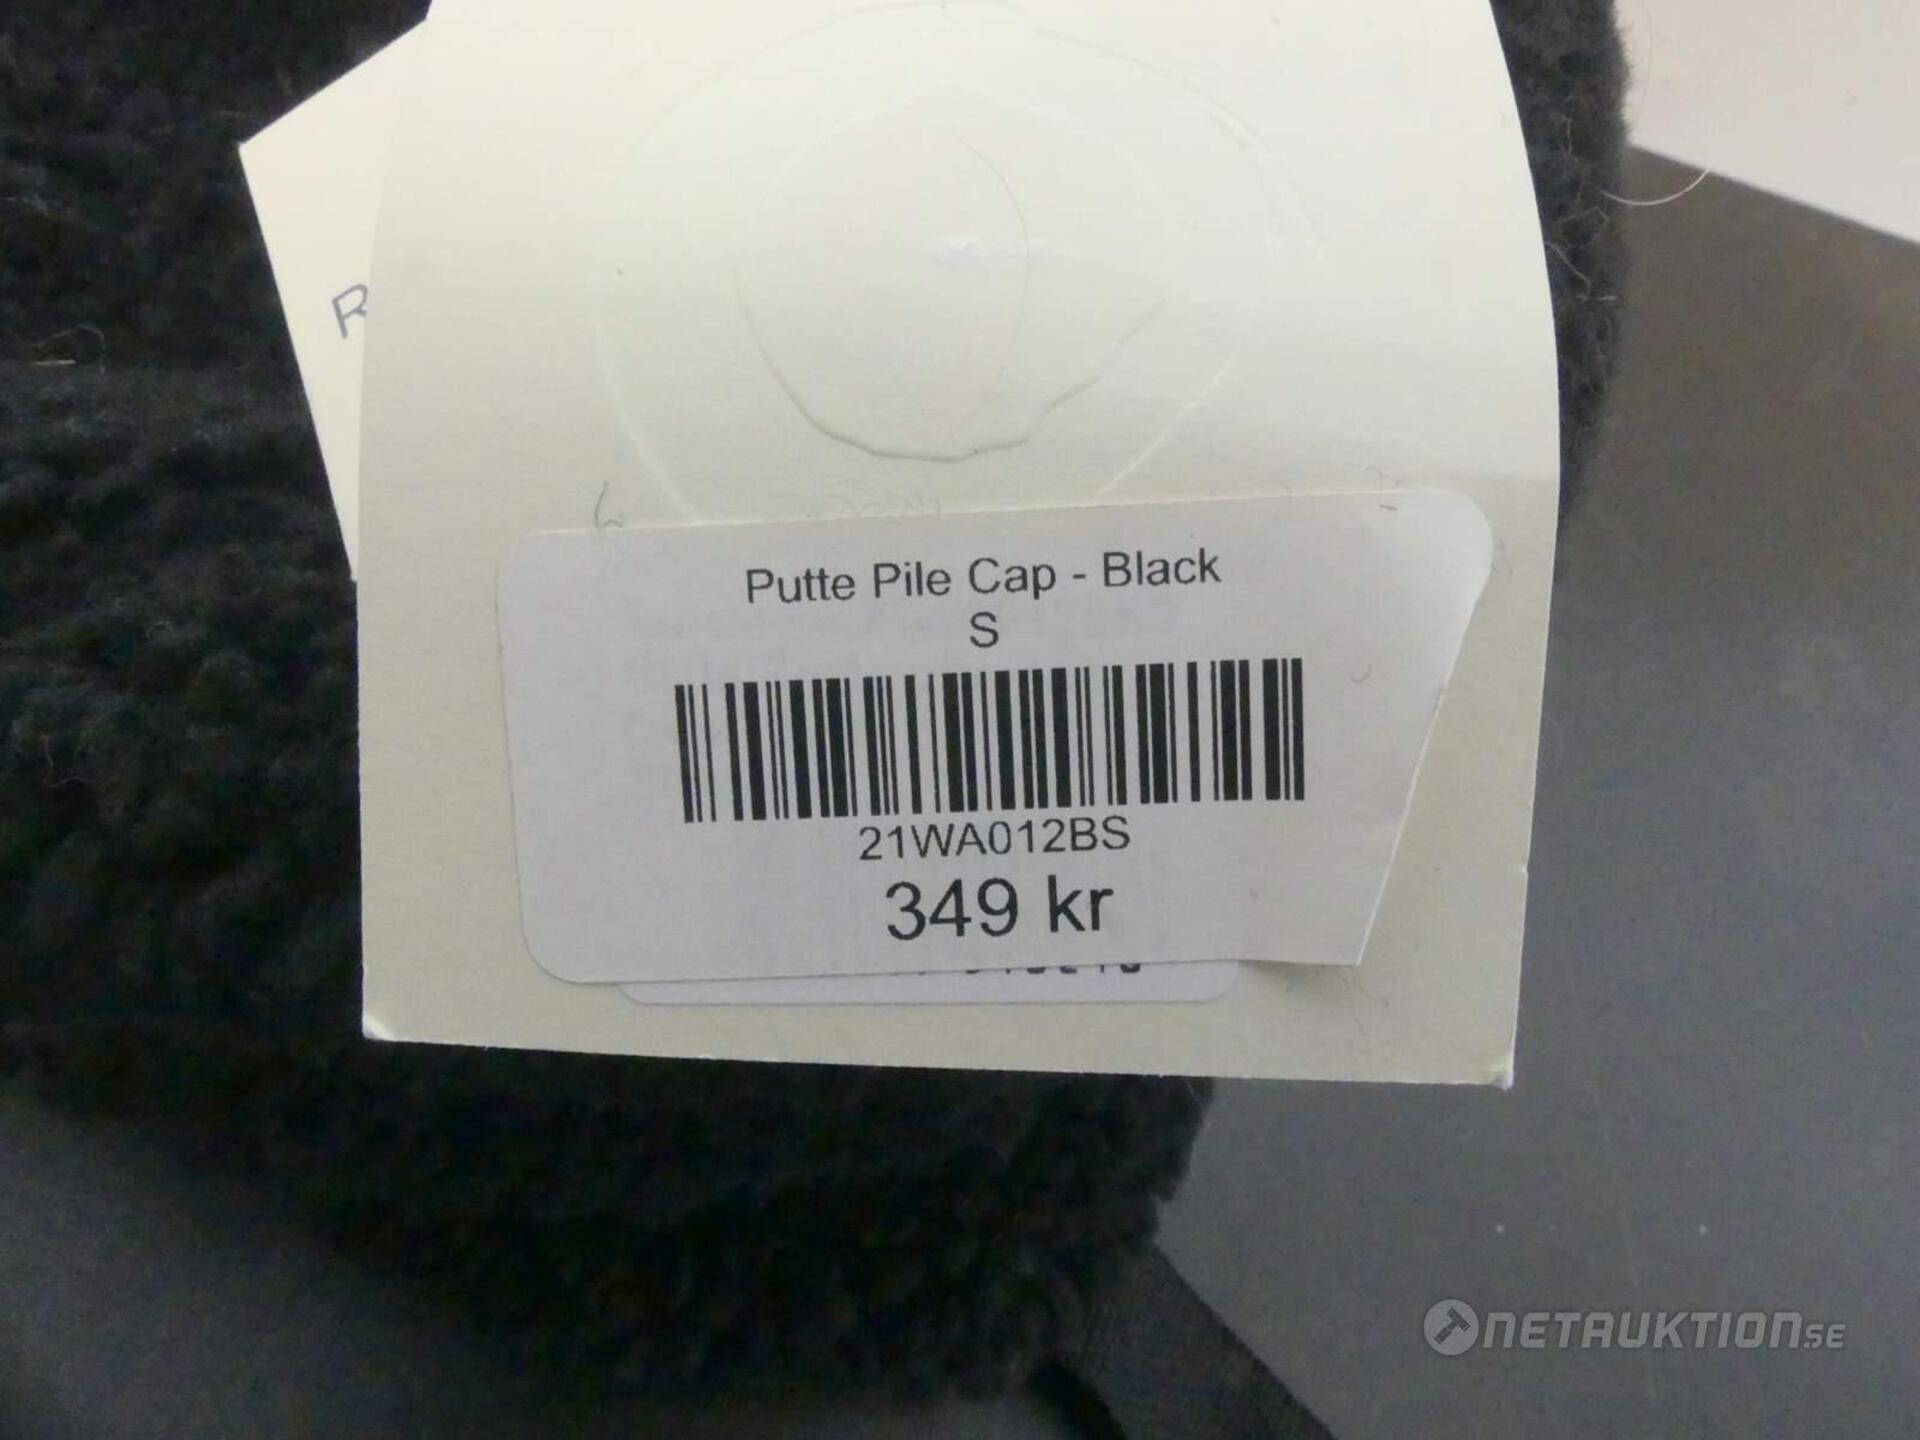 R
Putte Pile Cap - Black
S
21WA012BS
349 kr
NETAUKTION.SE